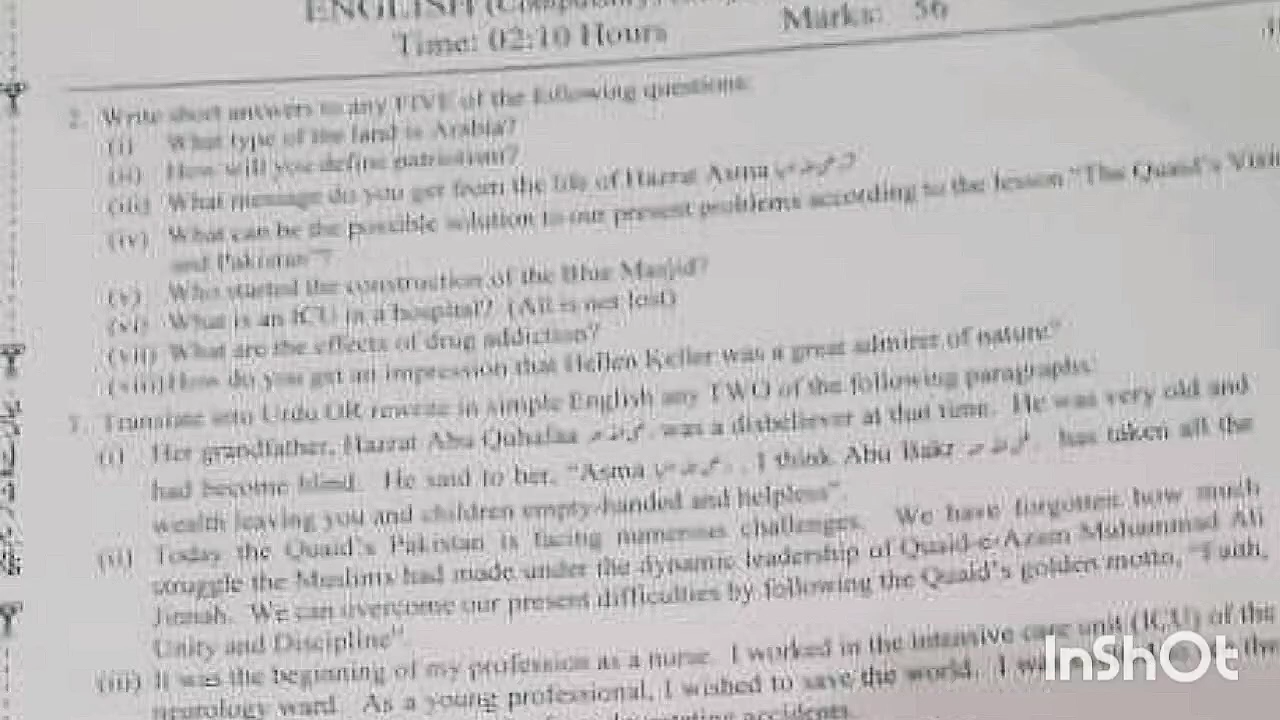 ENGLISH (Compulsory)
Time: 02:10 Hours Marks: 56
2. Write short answers to any FIVE of the following questions:
(i) What type of the land is Arabia?
(ii) How will you define patriotism?
(iii) What message do you get from the life of Hazrat Asma ?
(iv) What can be the possible solution to our present problems according to the lesson "The Quaid's Vision
and Pakistan"?
(v) Who started the construction of the Blue Masjid?
(vi) What is an ICU in a hospital? (All is not lost)
(vii) What are the effects of drug addiction?
(viii) How do you get an impression that Hellen Keller was a great admirer of nature?
3. Translate into Urdu OR rewrite in simple English any TWO of the following paragraphs:
(i) Her grandfather, Hazrat Abu Quhafaa was a disbeliever at that time. He was very old and
had become blind. He said to her, "Asma , I think Abu Bakr has taken all the
wealth leaving you and children empty-handed and helpless".
(ii) Today the Quaid's Pakistan is facing numerous challenges. We have forgotten how much
struggle the Muslims had made under the dynamic leadership of Quaid-e-Azam Muhammad Ali
Jinnah. We can overcome our present difficulties by following the Quaid's golden motto, "Faith,
Unity and Discipline"
(iii) It was the beginning of my profession as a nurse. I worked in the intensive care unit (ICU) of the
neurology ward. As a young professional, I wished to save the world. I the
accidents.
InShOt